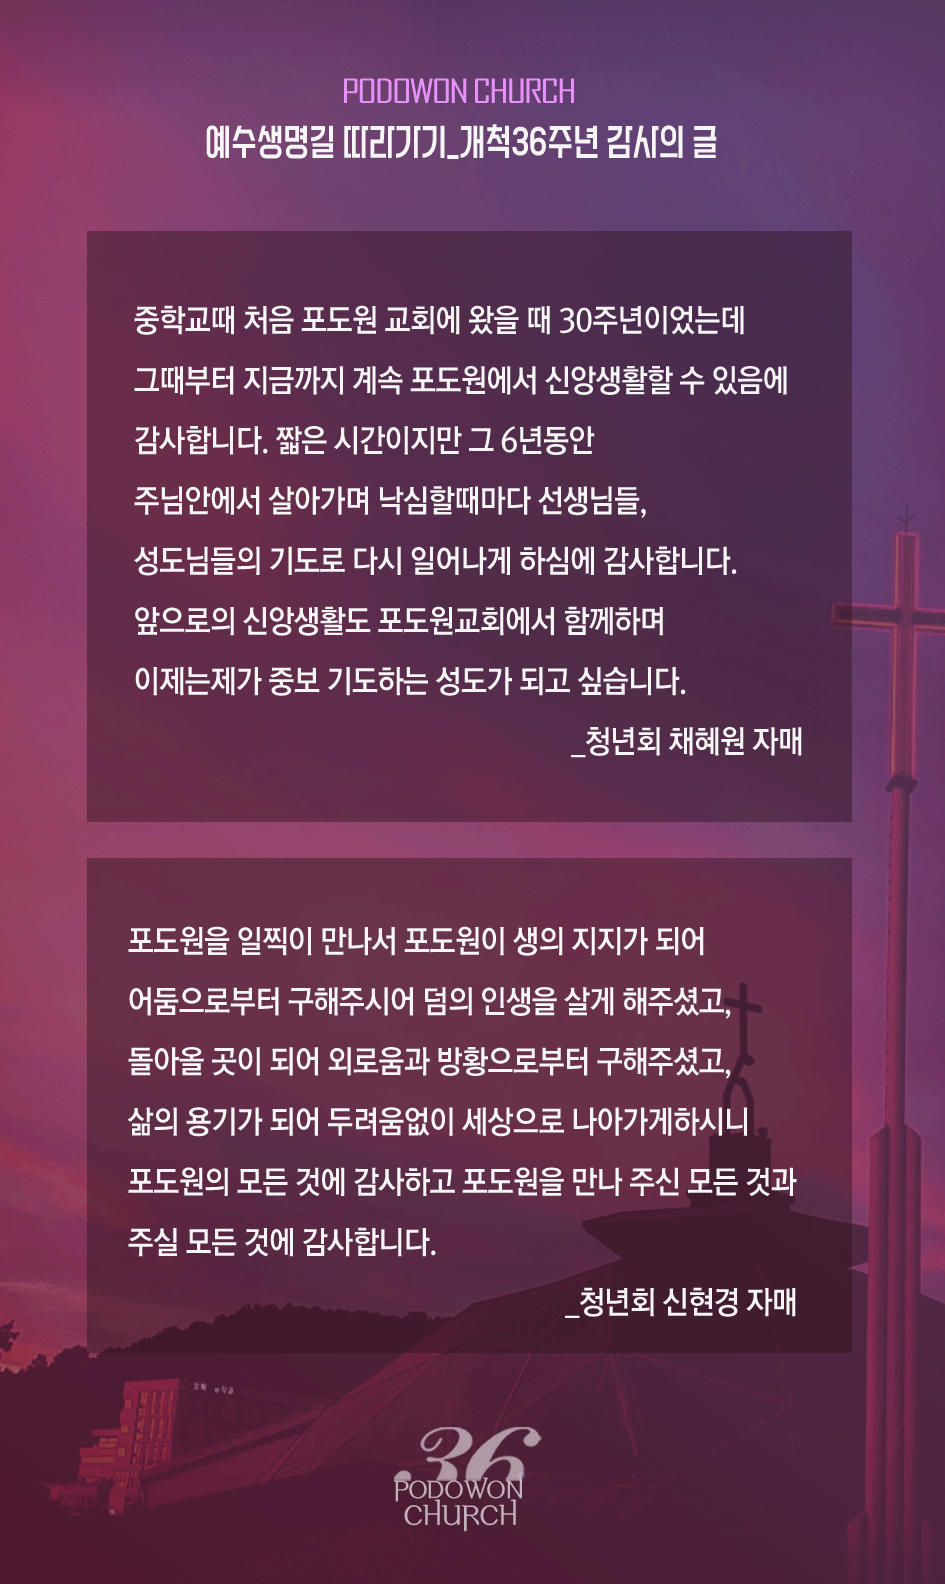 PODOWON CHURCH
예수생명길 따라가기_개척36주년 감사의 글
중학교때 처음 포도원 교회에 왔을 때 30주년이었는데
그때부터 지금까지 계속 포도원에서 신앙생활할 수 있음에
감사합니다. 짧은 시간이지만 그 6년동안
주님안에서 살아가며 낙심할때마다 선생님들,
성도님들의 기도로 다시 일어나게 하심에 감사합니다.
앞으로의 신앙생활도 포도원교회에서 함께하며
이제는제가 중보 기도하는 성도가 되고 싶습니다.
_청년회 채혜원 자매
포도원을 일찍이 만나서 포도원이 생의 지지가 되어
어둠으로부터 구해주시어 덤의 인생을 살게 해주셨고,
돌아올 곳이 되어 외로움과 방황으로부터 구해주셨고,
삶의 용기가 되어 두려움없이 세상으로 나아가게하시니
포도원의 모든 것에 감사하고 포도원을 만나 주신 모든 것과
주실 모든 것에 감사합니다.
_청년회 신현경 자매
36
PODOWON
CHURCH